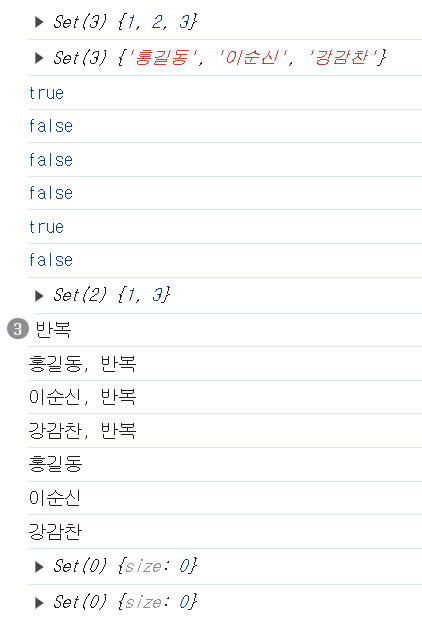 ▶ Set(3) {1, 2, 3}
▶ Set(3) {'홍길동', '이순신', '강감찬'}
true
false
false
false
true
false
▶ Set(2) {1, 3}
3 반복
홍길동, 반복
이순신, 반복
강감찬, 반복
홍길동
이순신
강감찬
▶ Set(0) {size: 0}
▶ Set(0) {size: 0}